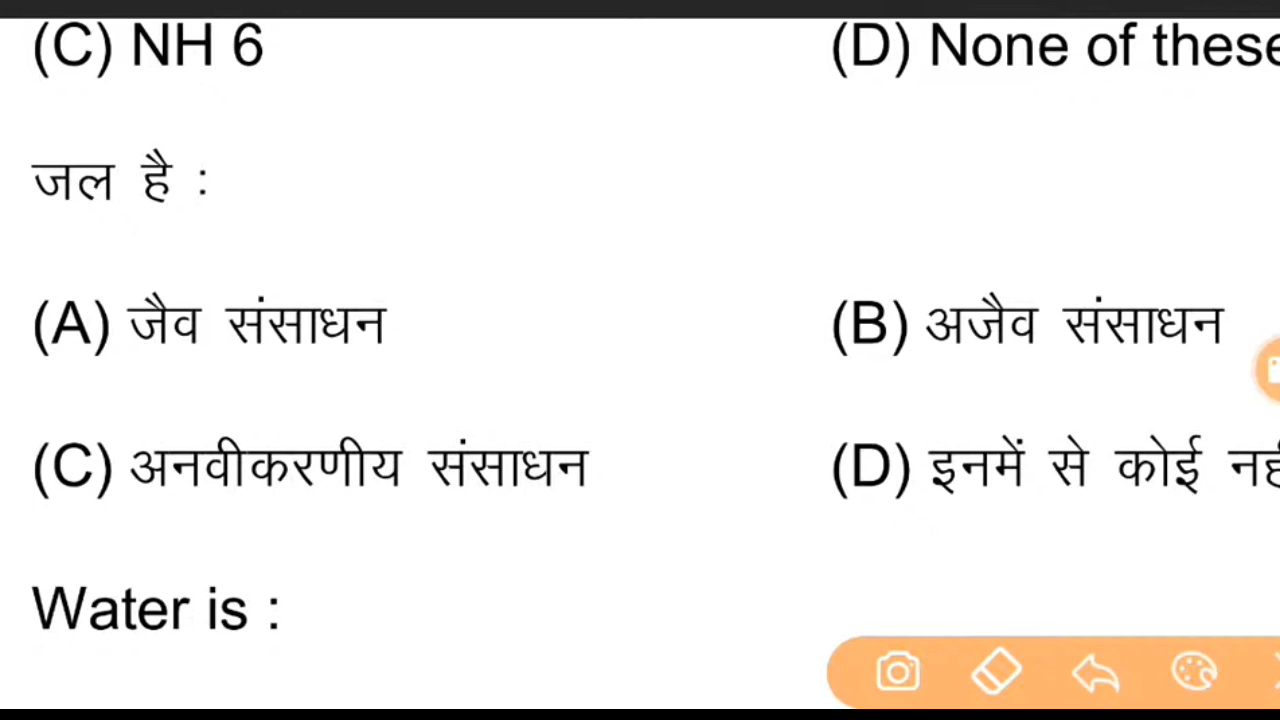 (C) NH 6 (D) None of these
जल है :
(A) जैव संसाधन (B) अजैव संसाधन
(C) अनवीकरणीय संसाधन (D) इनमें से कोई
Water is :